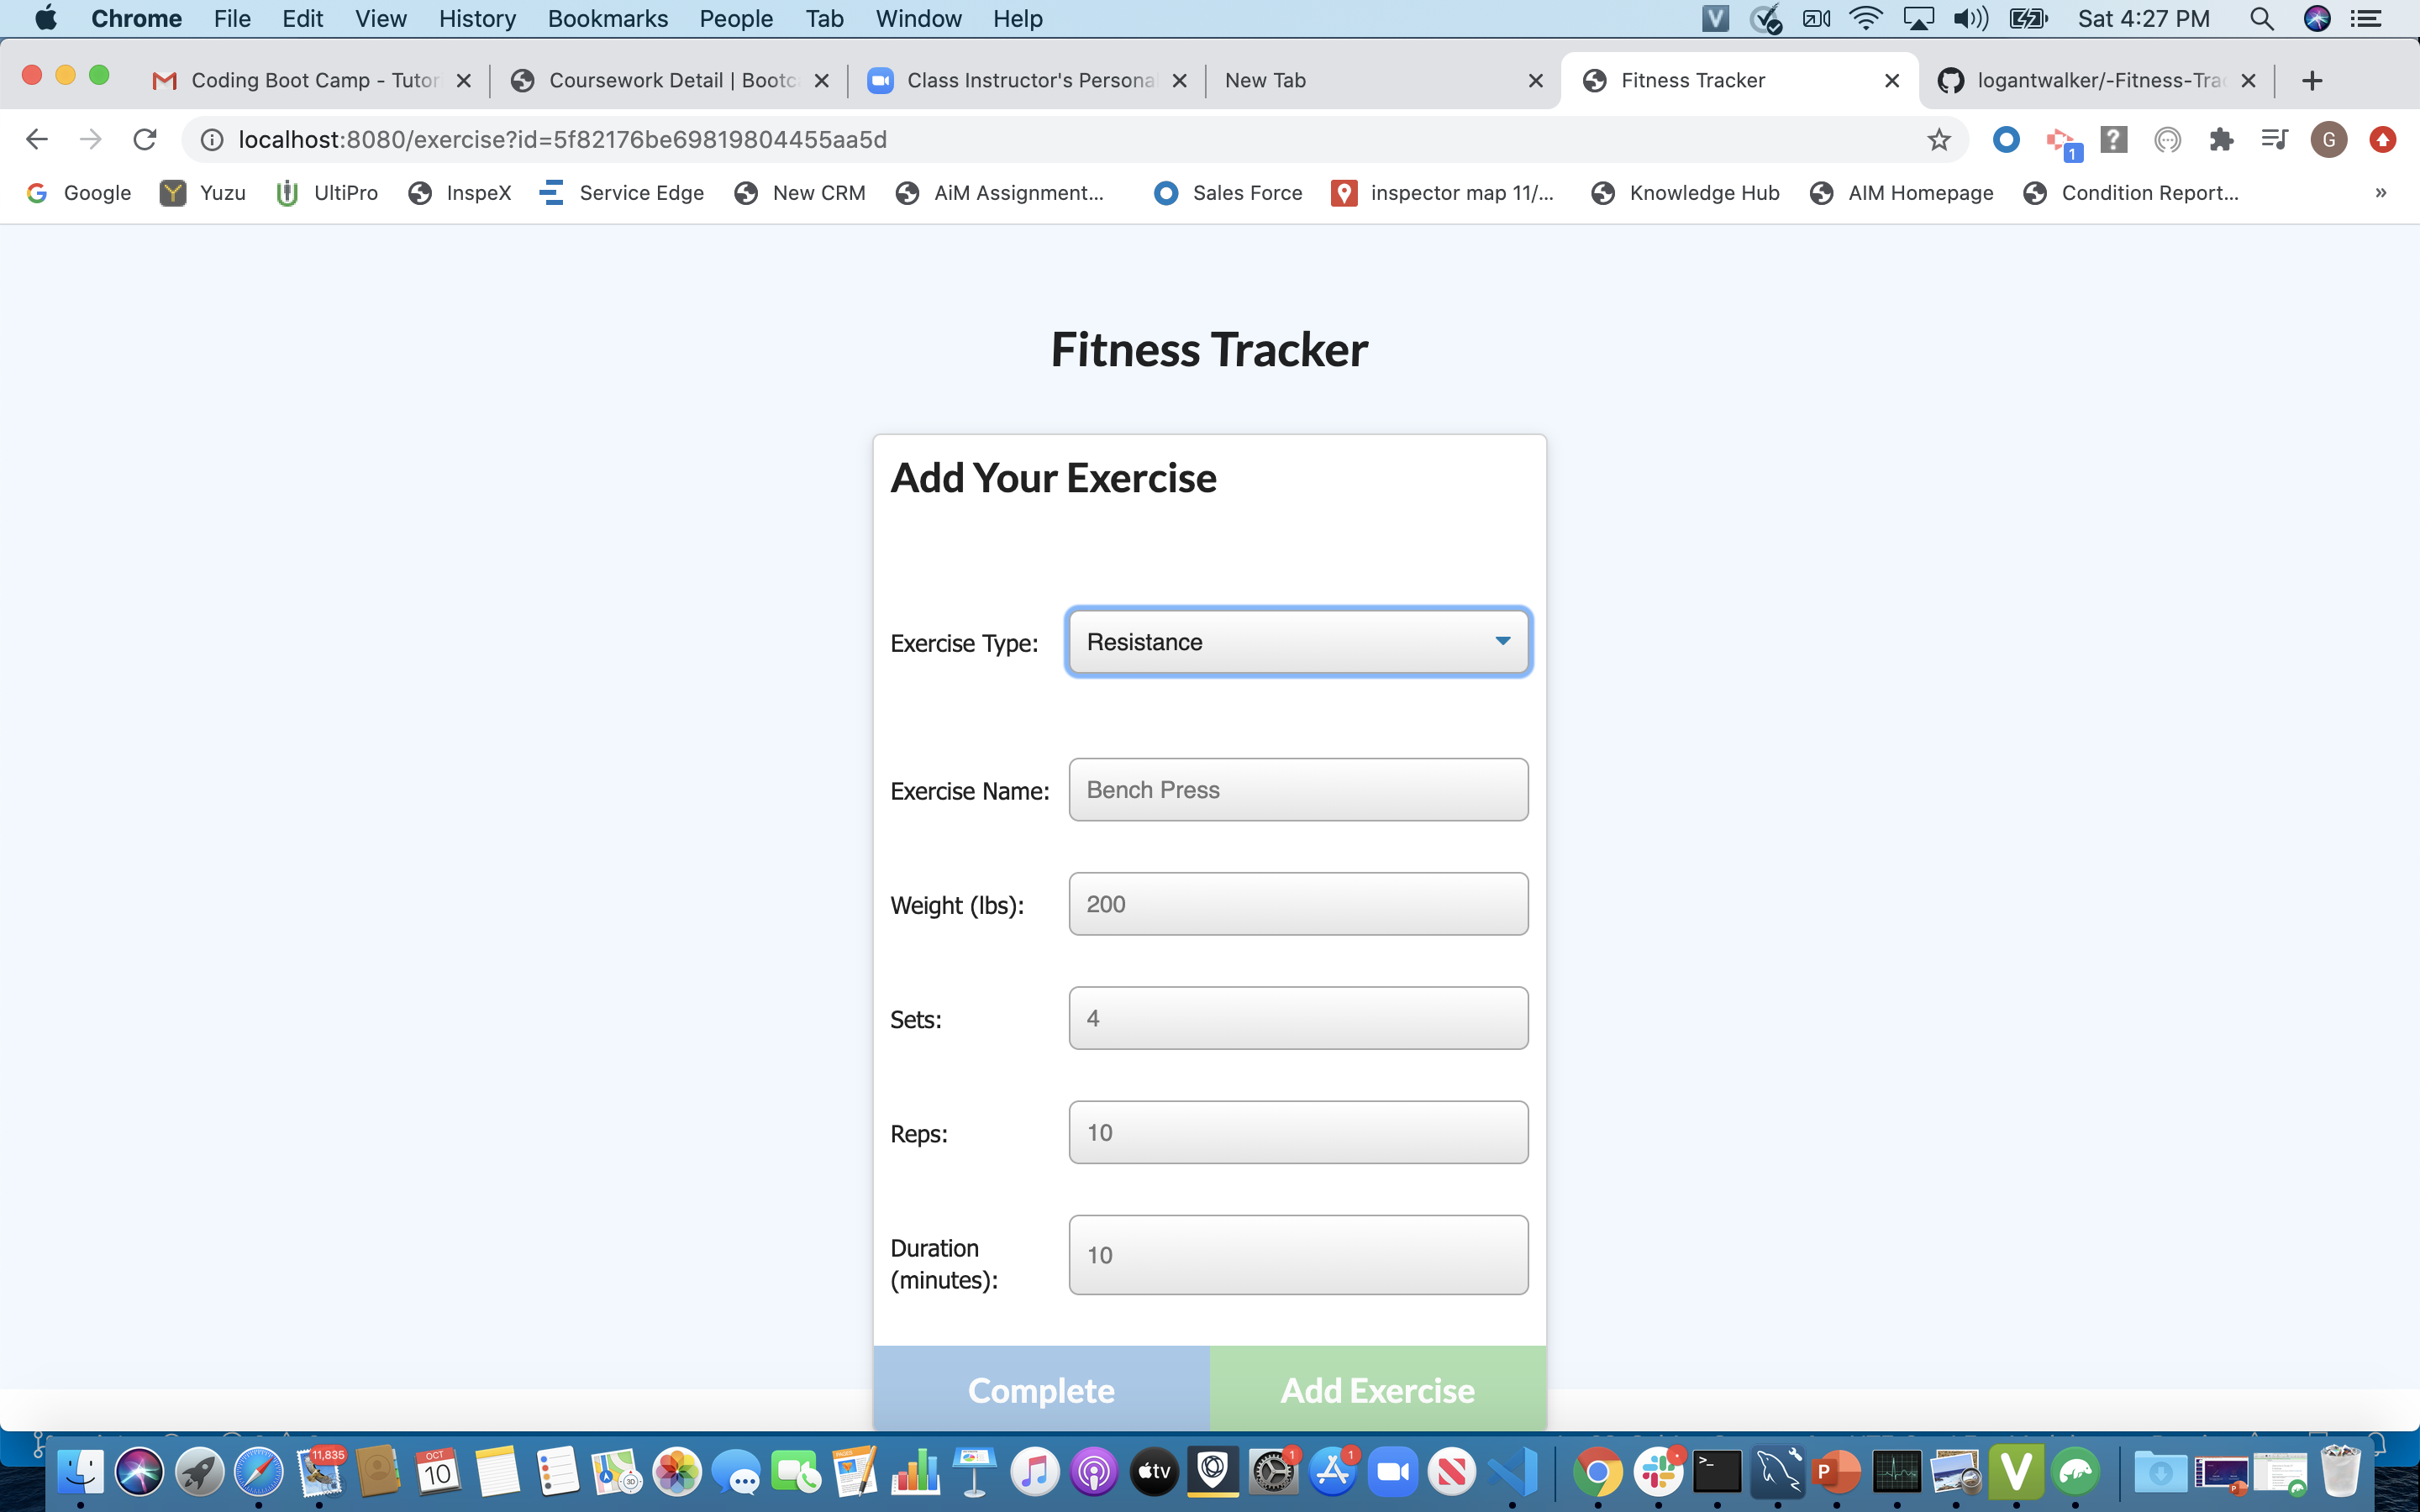 Chrome File Edit View History Bookmarks People Tab Window Help V Sat 4:27 PM
Coding Boot Camp - Tutor Coursework Detail | Bootc Class Instructor's Persona New Tab Fitness Tracker logantwalker/-Fitness-Tra
localhost:8080/exercise?id=5f82176be69819804455aa5d 1 ? G
Google Yuzu UltiPro InspeX Service Edge New CRM AiM Assignment... Sales Force inspector map 11/... Knowledge Hub AIM Homepage Condition Report... »
Fitness Tracker
Add Your Exercise
Exercise Type: Resistance
Exercise Name: Bench Press
Weight (lbs): 200
Sets: 4
Reps: 10
Duration
(minutes): 10
Complete Add Exercise
11,835 OCT 10 PAGES 3D tv 1 1 >_ P V